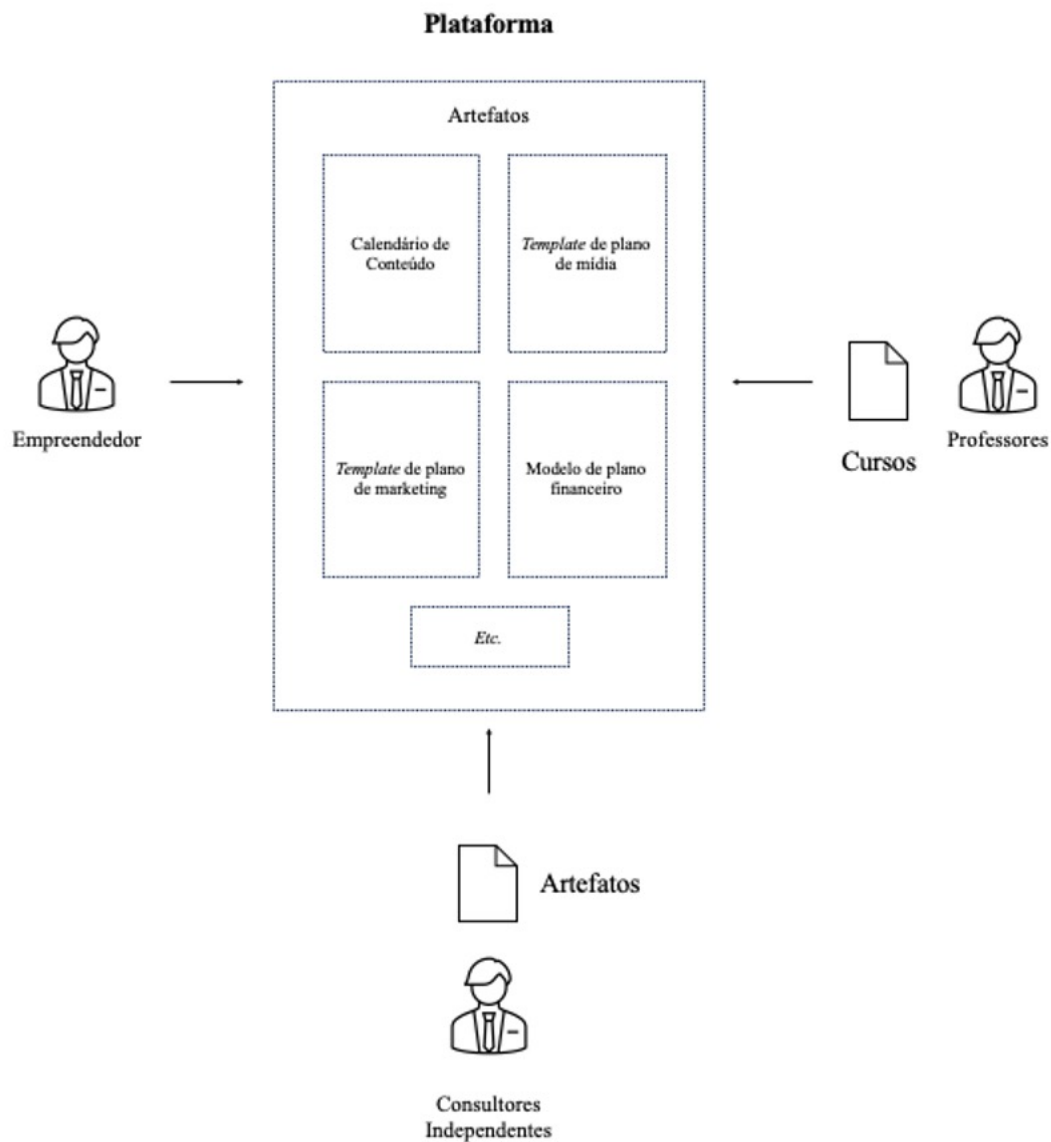 Plataforma
Artefatos
Calendário de
Conteúdo
Template de plano
de mídia
Empreendedor
Cursos
Professores
Template de plano
de marketing
Modelo de plano
financeiro
Etc.
Artefatos
Consultores
Independentes